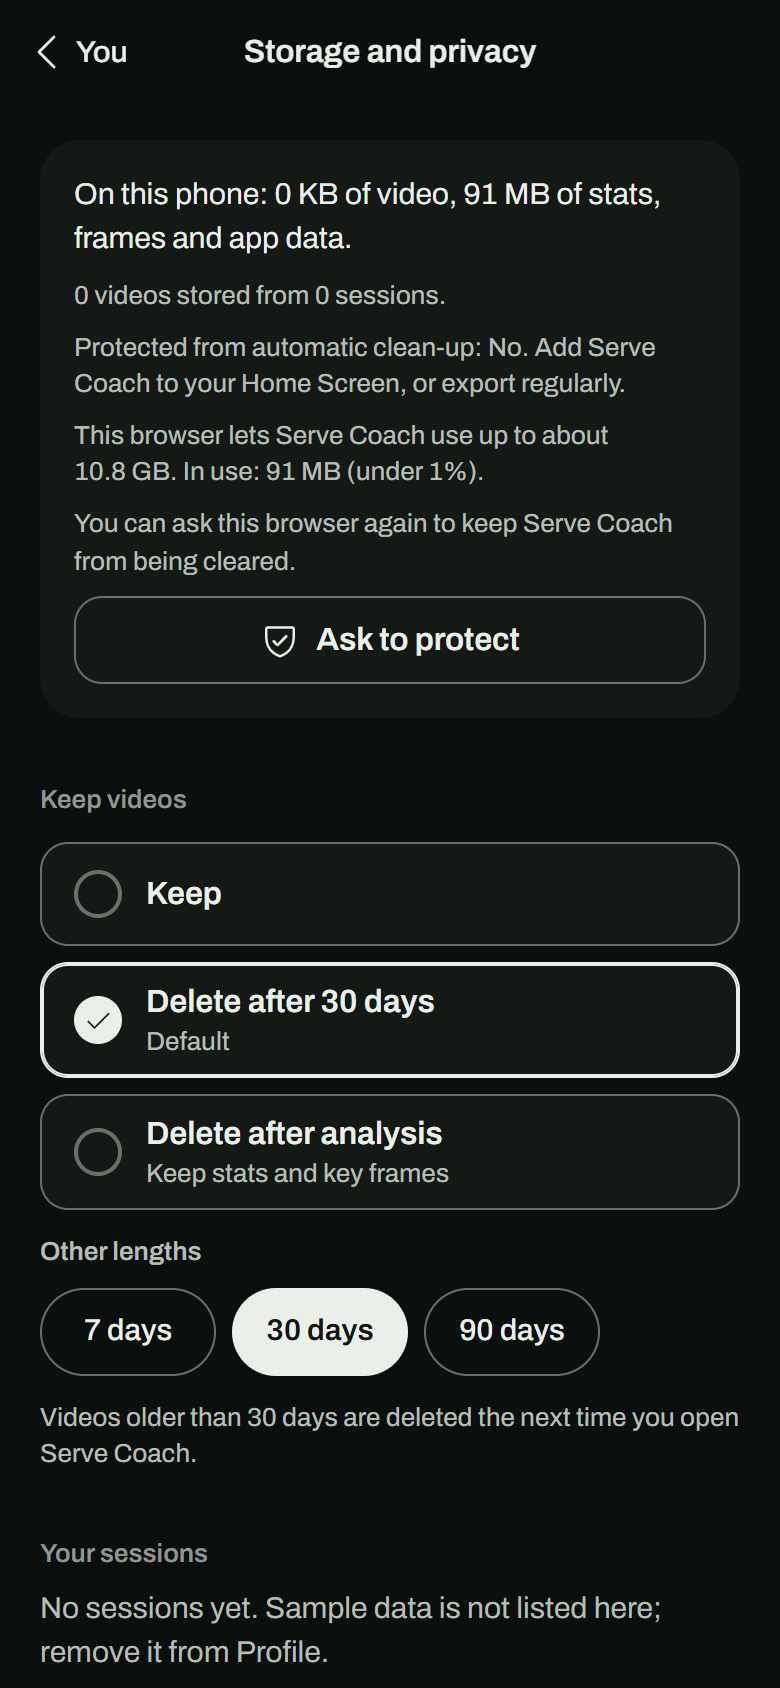 You
Storage and privacy
On this phone: 0 KB of video, 91 MB of stats,
frames and app data.
0 videos stored from 0 sessions.
Protected from automatic clean-up: No. Add Serve
Coach to your Home Screen, or export regularly.
This browser lets Serve Coach use up to about
10.8 GB. In use: 91 MB (under 1%).
You can ask this browser again to keep Serve Coach
from being cleared.
Ask to protect
Keep videos
Keep
Delete after 30 days
Default
Delete after analysis
Keep stats and key frames
Other lengths
7 days
30 days
90 days
Videos older than 30 days are deleted the next time you open
Serve Coach.
Your sessions
No sessions yet. Sample data is not listed here;
remove it from Profile.